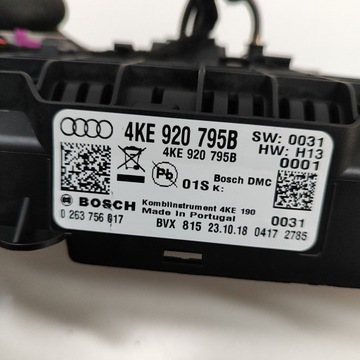 4KE 920 795B
4KE 920 795B
SW: 0031
HW: H13
0001
Pb
01S K:
Bosch DMC
BOSCH
Kombiinstrument 4KE 190
0 263 756 017
Made in Portugal
0031
BVX 815 23.10.18 0417 2785